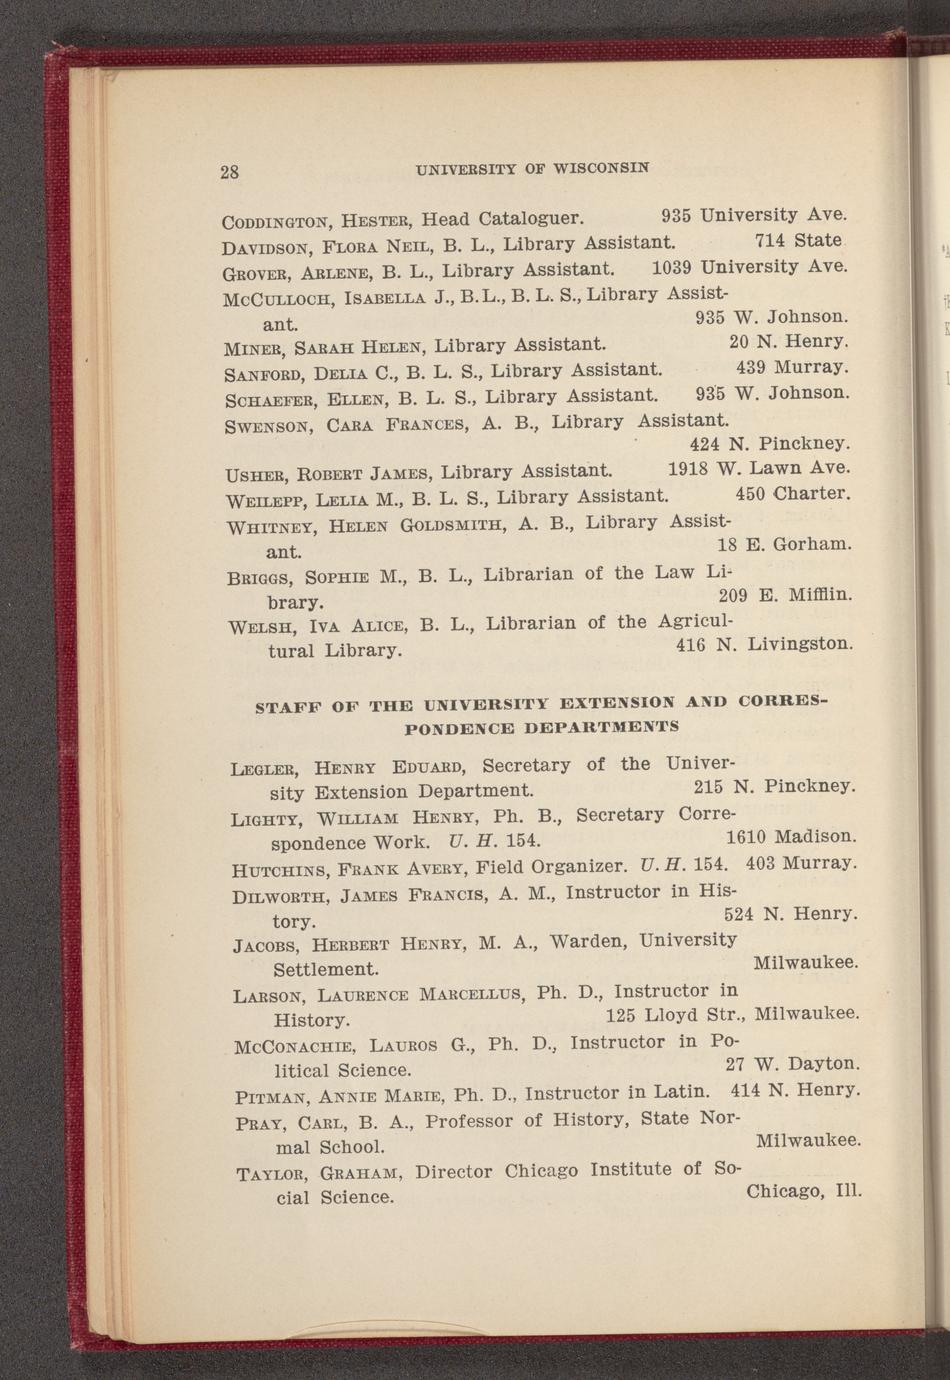 28 UNIVERSITY OF WISCONSIN
CODDINGTON, HESTER, Head Cataloguer. 935 University Ave.
DAVIDSON, FLORA NEIL, B. L., Library Assistant. 714 State
GROVER, ARLENE, B. L., Library Assistant. 1039 University Ave.
MCCULLOCH, ISABELLA J., B. L., B. L. S., Library Assist-
ant. 935 W. Johnson.
MINER, SARAH HELEN, Library Assistant. 20 N. Henry.
SANFORD, DELIA C., B. L. S., Library Assistant. 439 Murray.
SCHAEFER, ELLEN, B. L. S., Library Assistant. 935 W. Johnson.
SWENSON, CARA FRANCES, A. B., Library Assistant.
424 N. Pinckney.
USHER, ROBERT JAMES, Library Assistant. 1918 W. Lawn Ave.
WEILEPP, LELIA M., B. L. S., Library Assistant. 450 Charter.
WHITNEY, HELEN GOLDSMITH, A. B., Library Assist-
ant. 18 E. Gorham.
BRIGGS, SOPHIE M., B. L., Librarian of the Law Li-
brary. 209 E. Mifflin.
WELSH, IVA ALICE, B. L., Librarian of the Agricul-
tural Library. 416 N. Livingston.
STAFF OF THE UNIVERSITY EXTENSION AND CORRES-
PONDENCE DEPARTMENTS
LEGLER, HENRY EDUARD, Secretary of the Univer-
sity Extension Department. 215 N. Pinckney.
LIGHTY, WILLIAM HENRY, Ph. B., Secretary Corre-
spondence Work. U. H. 154. 1610 Madison.
HUTCHINS, FRANK AVERY, Field Organizer. U. H. 154. 403 Murray.
DILWORTH, JAMES FRANCIS, A. M., Instructor in His-
tory. 524 N. Henry.
JACOBS, HERBERT HENRY, M. A., Warden, University
Settlement. Milwaukee.
LARSON, LAURENCE MARCELLUS, Ph. D., Instructor in
History. 125 Lloyd Str., Milwaukee.
MCCONACHIE, LAUROS G., Ph. D., Instructor in Po-
litical Science. 27 W. Dayton.
PITMAN, ANNIE MARIE, Ph. D., Instructor in Latin. 414 N. Henry.
PRAY, CARL, B. A., Professor of History, State Nor-
mal School. Milwaukee.
TAYLOR, GRAHAM, Director Chicago Institute of So-
cial Science. Chicago, Ill.